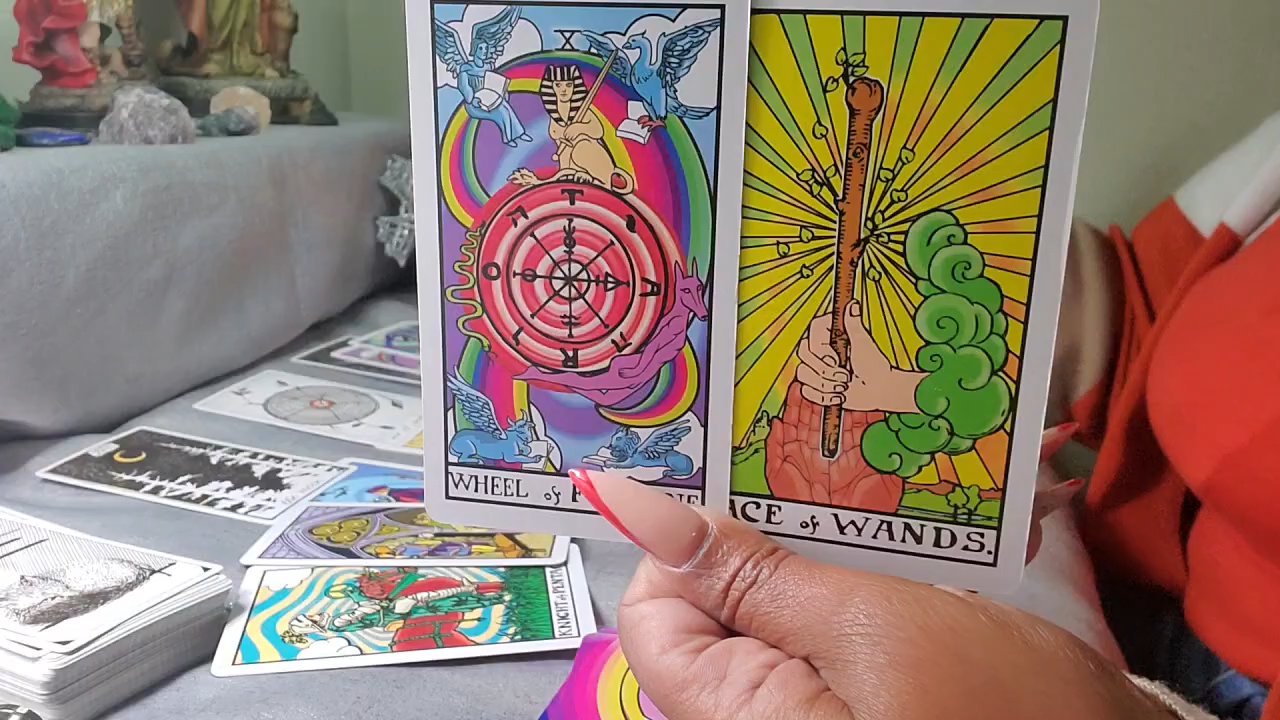 X
WHEEL of F
ACE of WANDS.
KNIGHT of PENTA